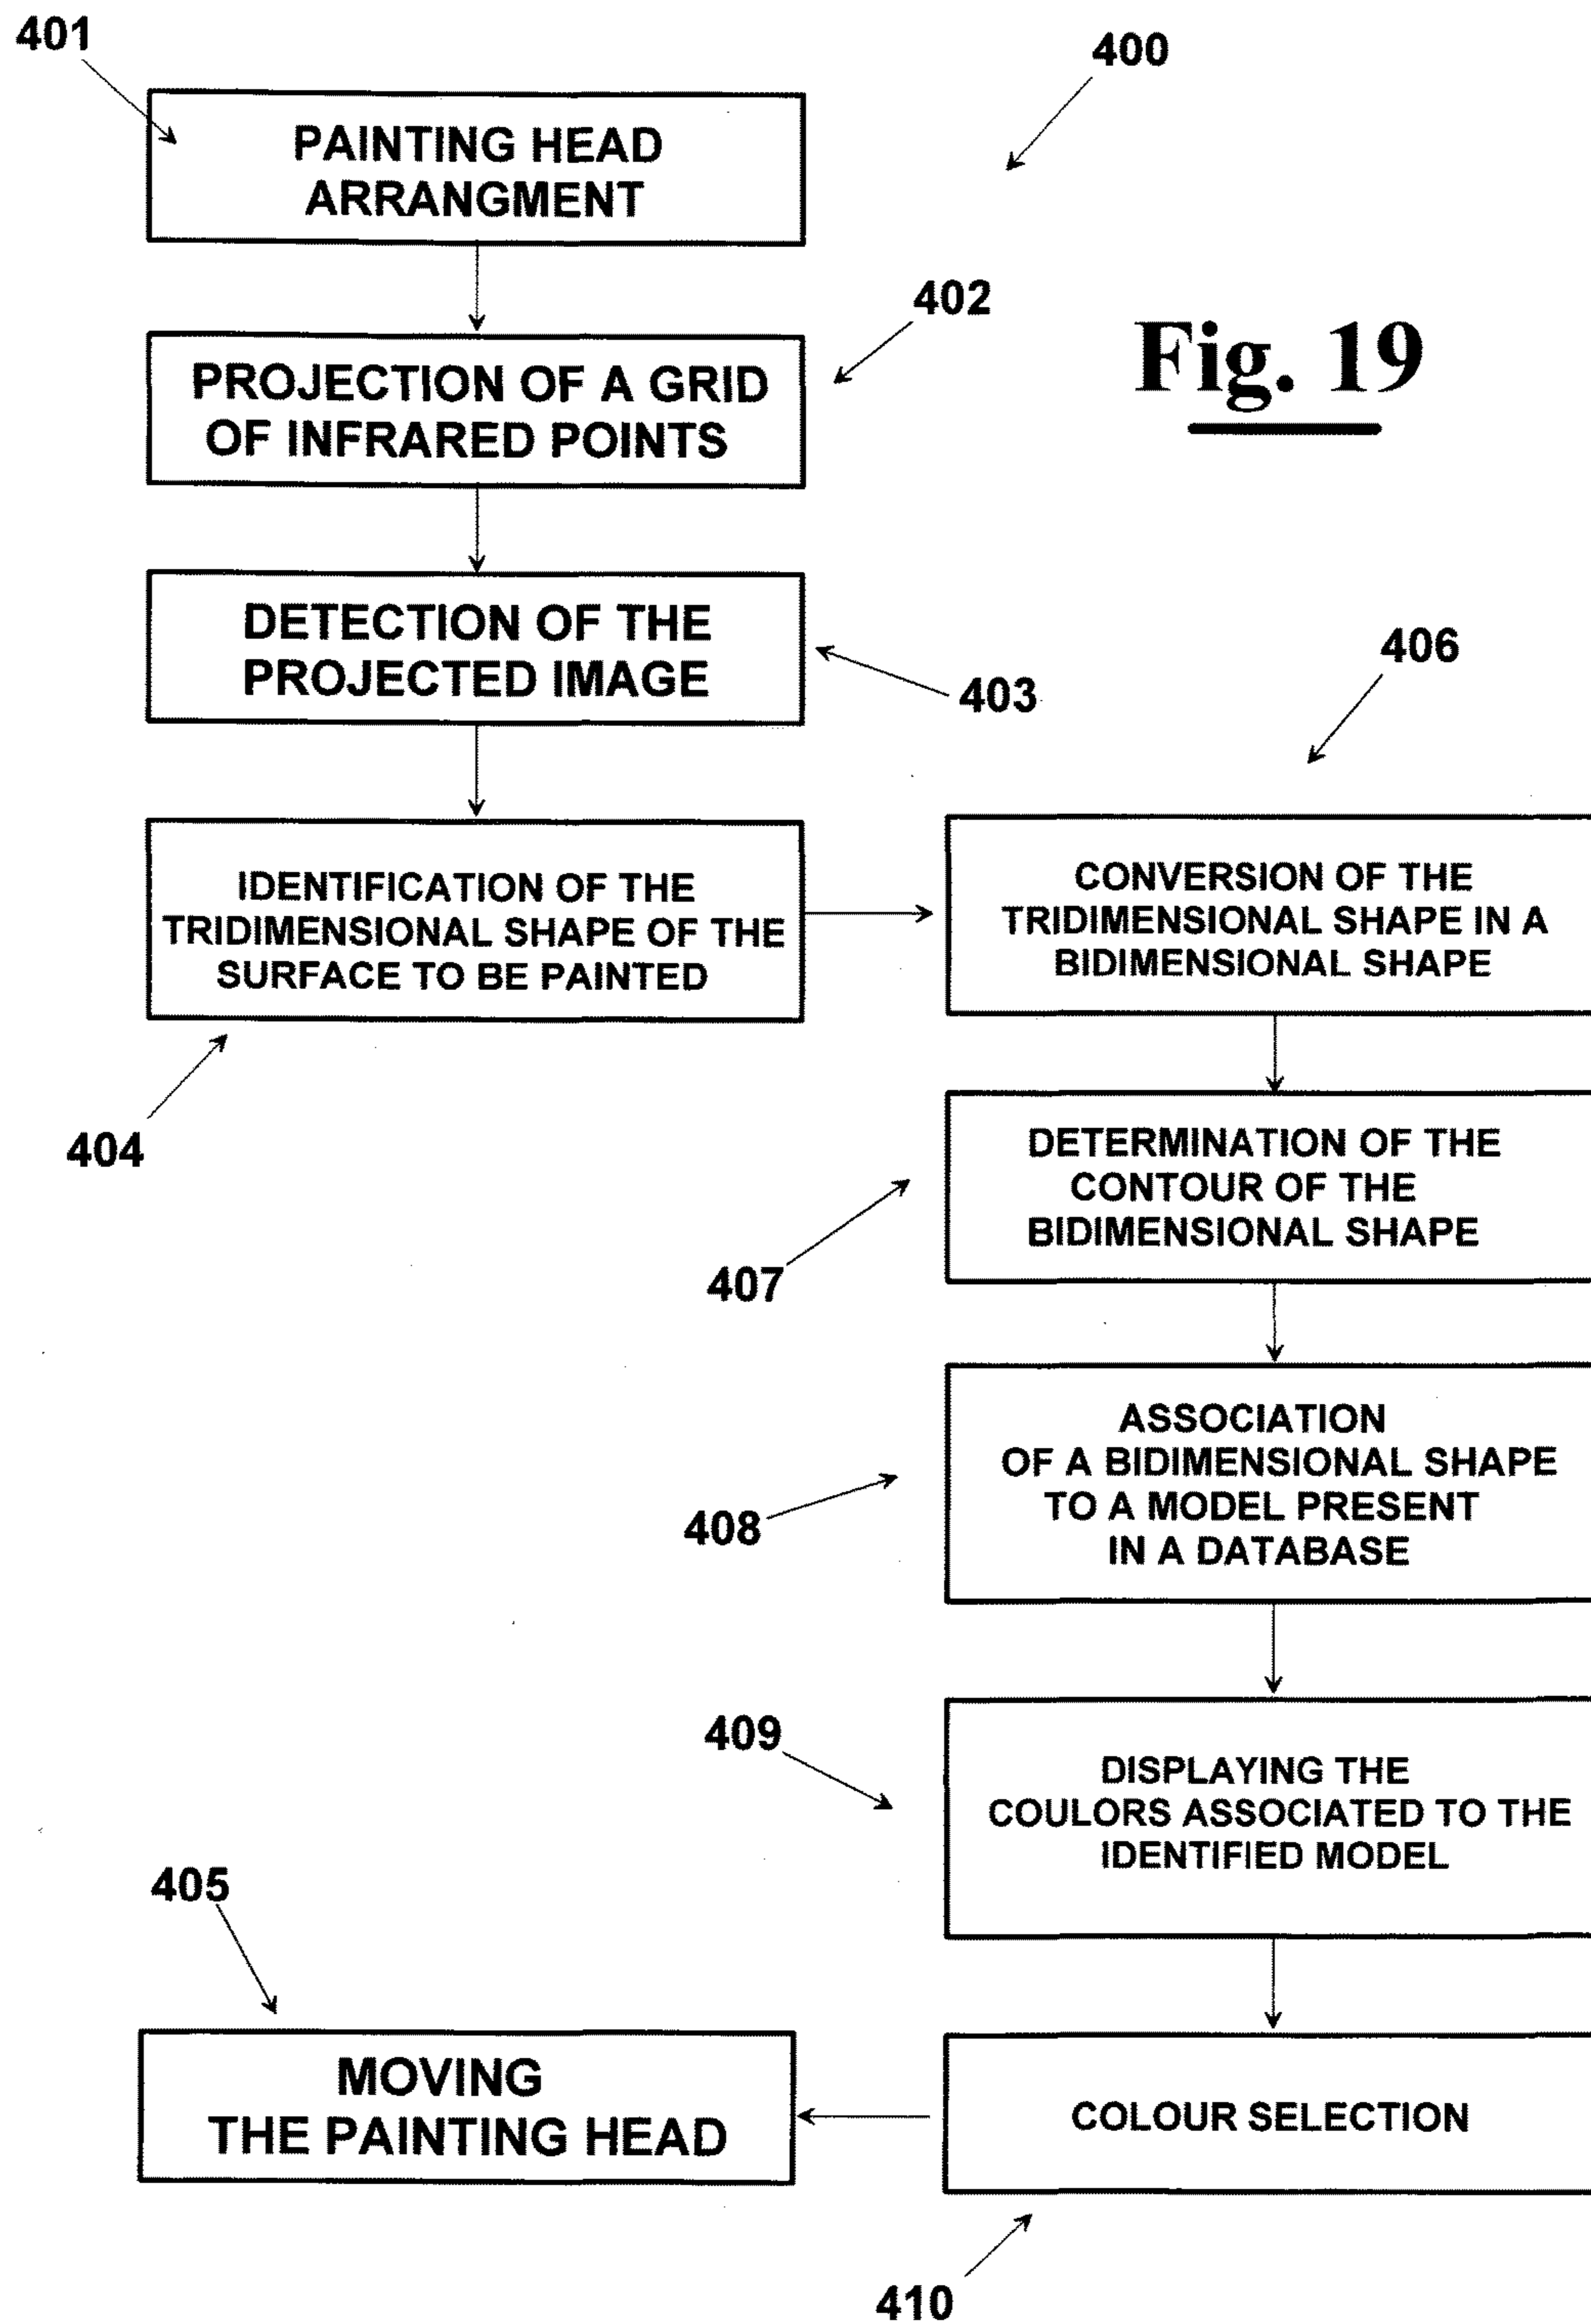 401
400
PAINTING HEAD
ARRANGMENT
402
PROJECTION OF A GRID
OF INFRARED POINTS
Fig. 19
DETECTION OF THE
PROJECTED IMAGE
403
406
IDENTIFICATION OF THE
TRIDIMENSIONAL SHAPE OF THE
SURFACE TO BE PAINTED
404
CONVERSION OF THE
TRIDIMENSIONAL SHAPE IN A
BIDIMENSIONAL SHAPE
DETERMINATION OF THE
CONTOUR OF THE
BIDIMENSIONAL SHAPE
407
ASSOCIATION
OF A BIDIMENSIONAL SHAPE
TO A MODEL PRESENT
IN A DATABASE
408
409
DISPLAYING THE
COULORS ASSOCIATED TO THE
IDENTIFIED MODEL
405
MOVING
THE PAINTING HEAD
COLOUR SELECTION
410